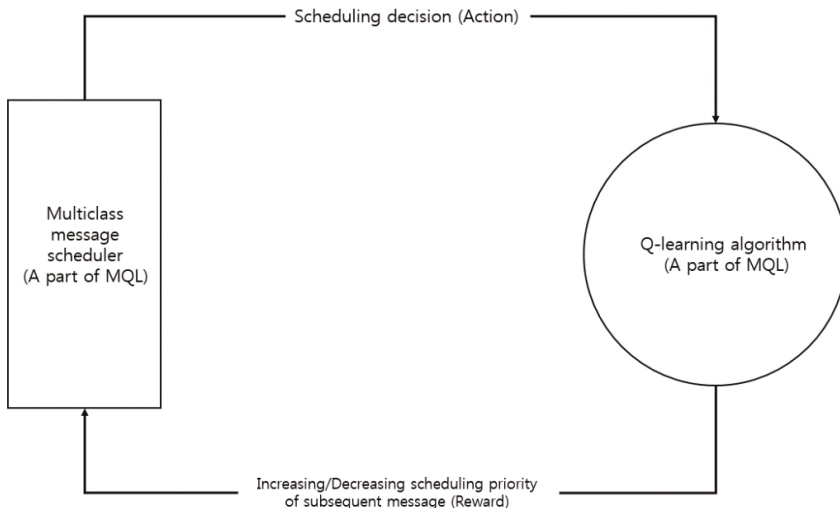 Scheduling decision (Action)
Multiclass
message
scheduler
(A part of MQL)
Q-learning algorithm
(A part of MQL)
Increasing/Decreasing scheduling priority
of subsequent message (Reward)